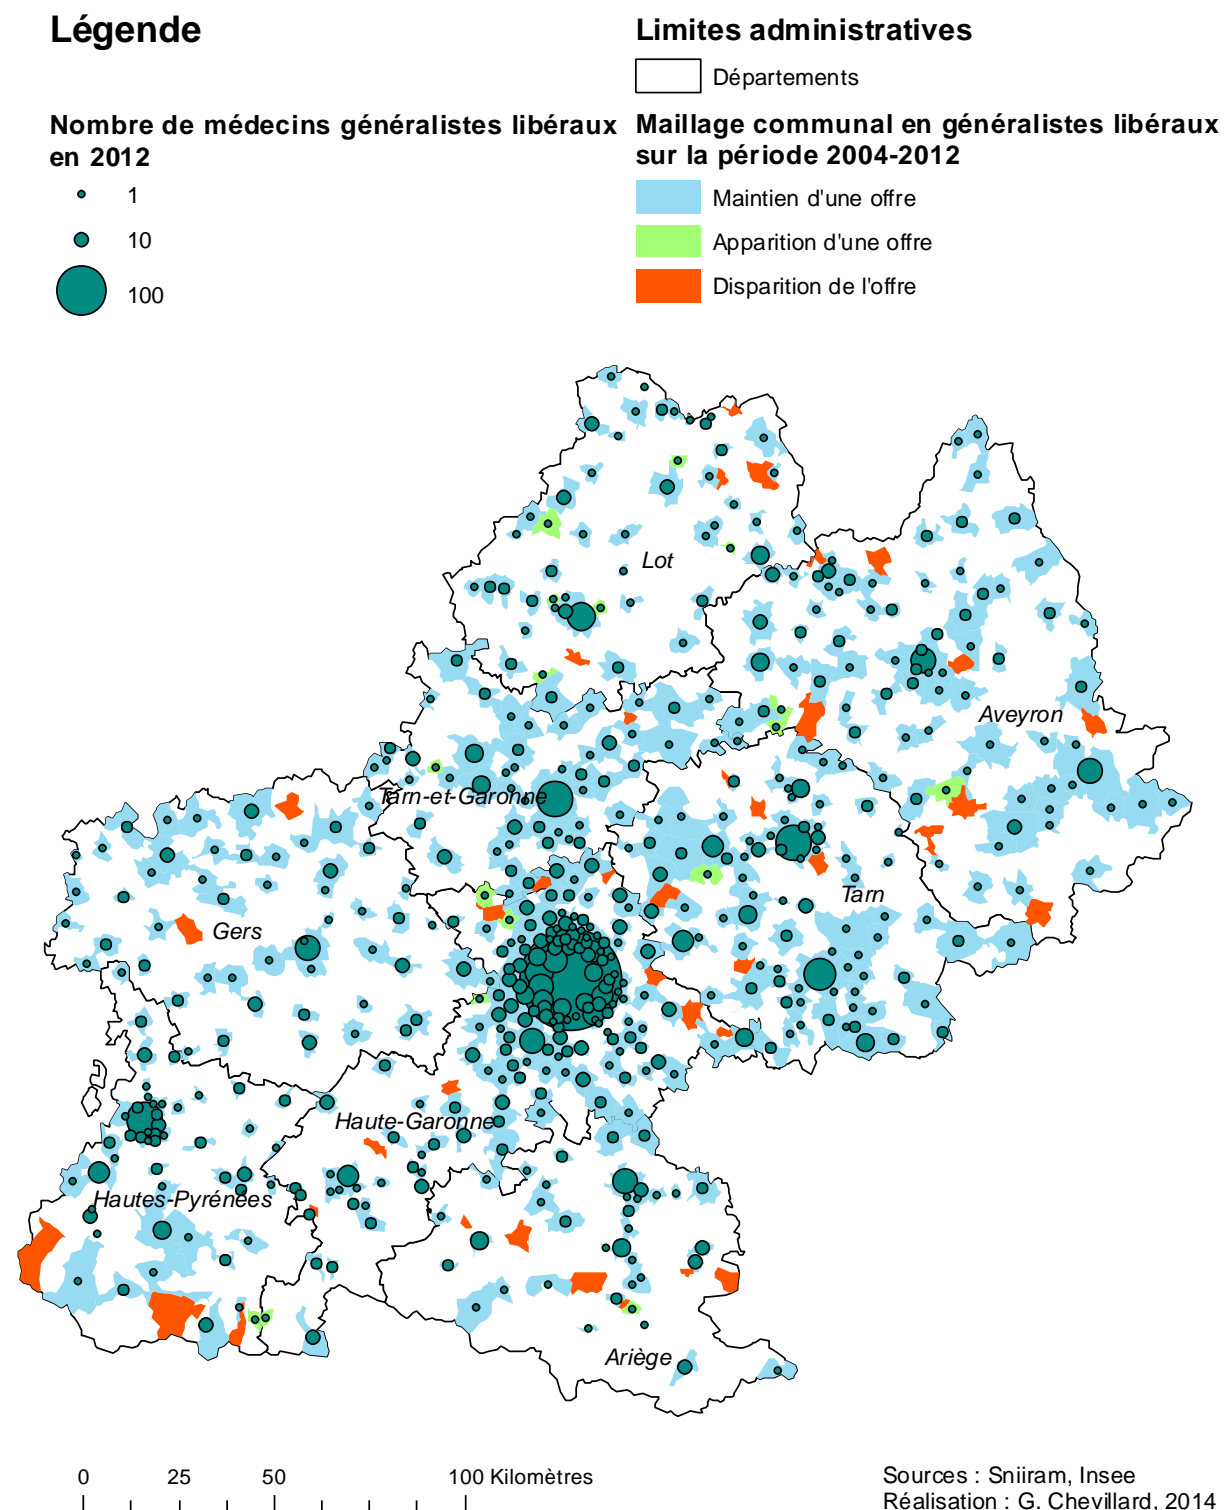 Légende
Nombre de médecins généralistes libéraux
en 2012
1
10
100
Limites administratives
Départements
Maillage communal en généralistes libéraux
sur la période 2004-2012
Maintien d'une offre
Apparition d'une offre
Disparition de l'offre
Lot
Aveyron
Tarn-et-Garonne
Tarn
Gers
Haute-Garonne
Hautes-Pyrénées
Ariège
0 25 50 100 Kilomètres
Sources : Sniiram, Insee
Réalisation : G. Chevillard, 2014